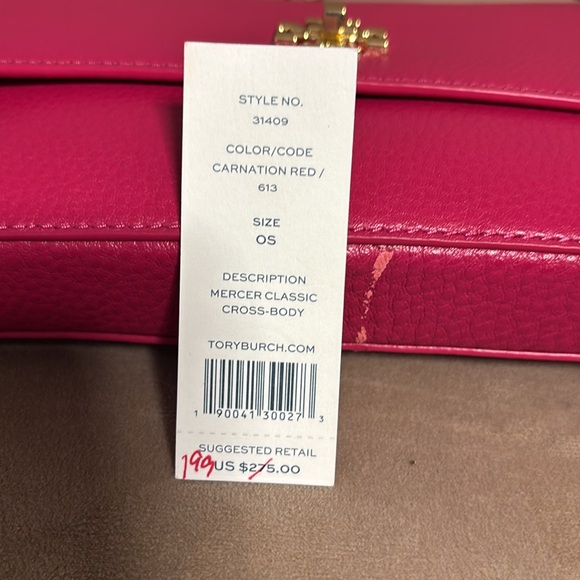 STYLE NO.
31409
COLOR/CODE
CARNATION RED /
613
SIZE
OS
DESCRIPTION
MERCER CLASSIC
CROSS-BODY
TORYBURCH.COM
1 90041 30027 3
SUGGESTED RETAIL
199 US $275.00